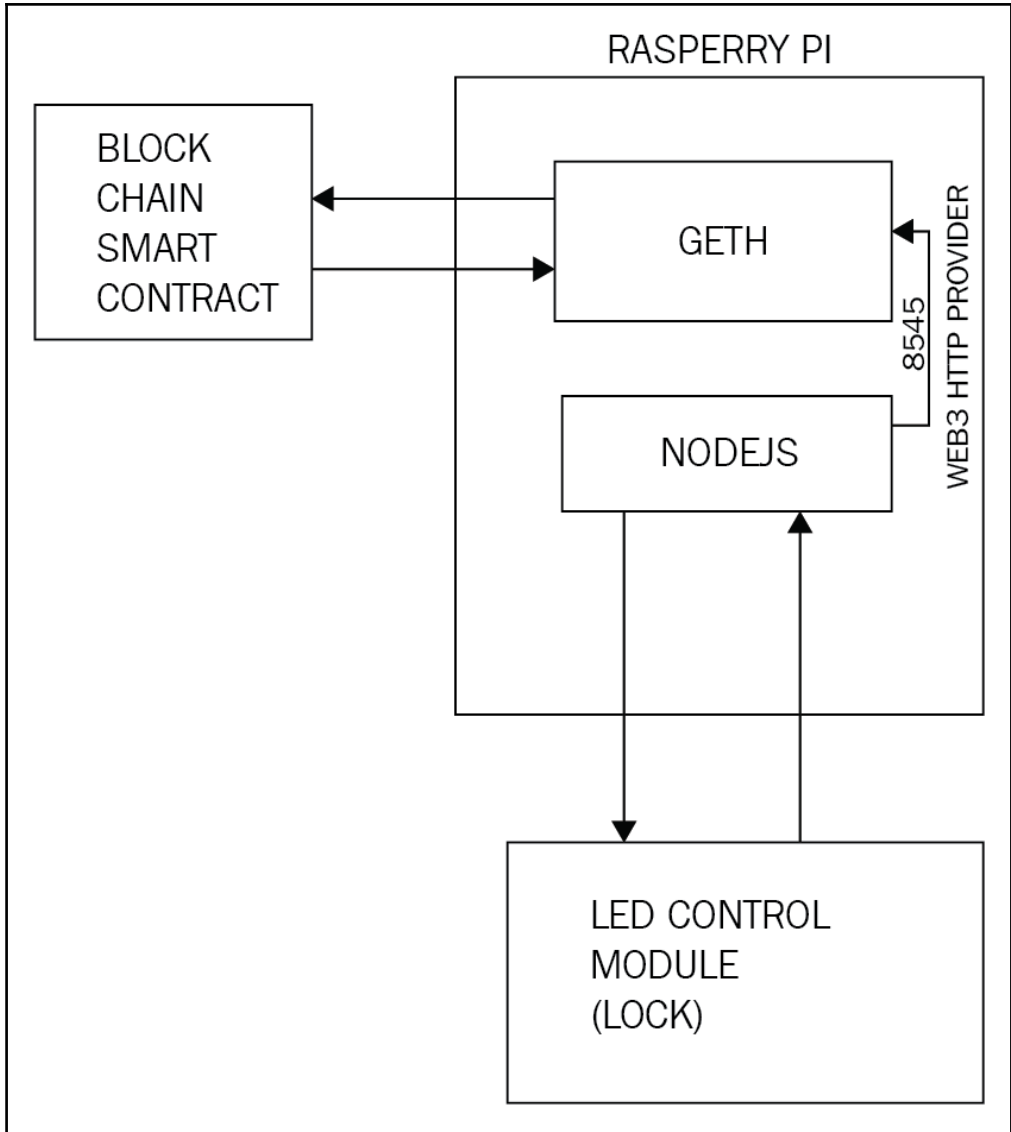 RASPERRY PI
BLOCK
CHAIN
SMART
CONTRACT
GETH
8545
WEB3 HTTP PROVIDER
NODEJS
LED CONTROL
MODULE
(LOCK)